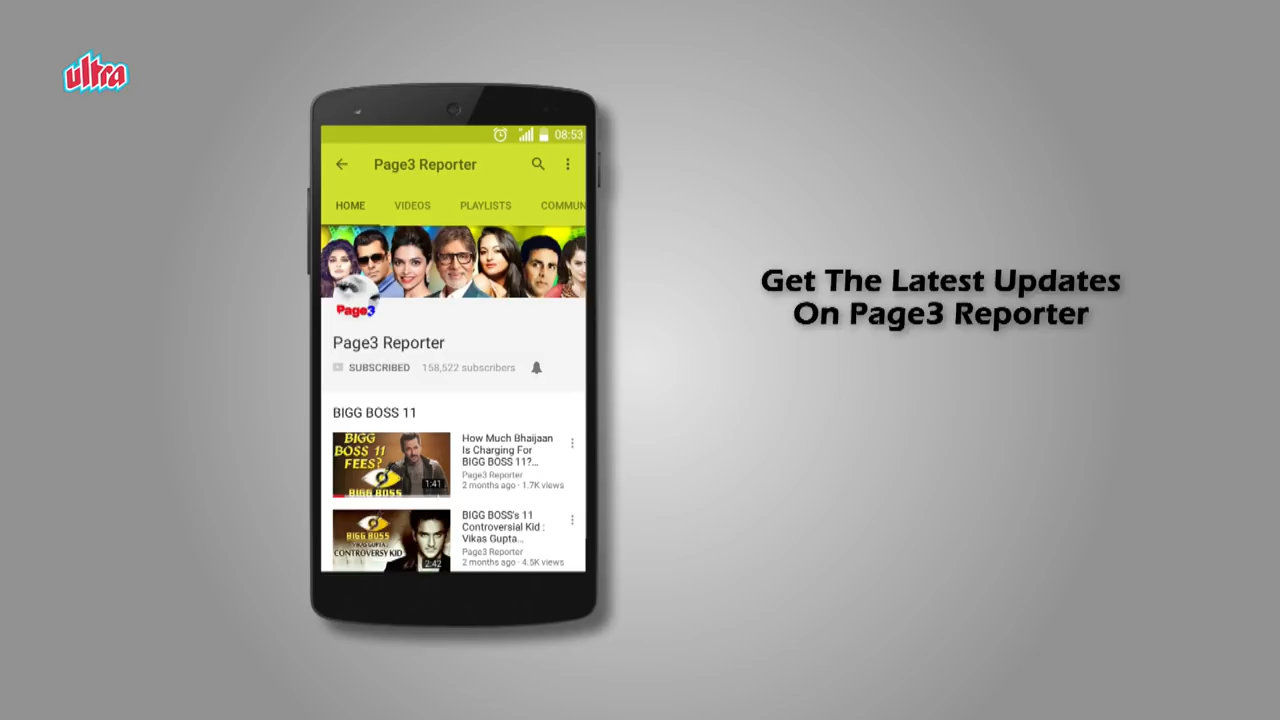 ultra
08:53
Page3 Reporter
HOME VIDEOS PLAYLISTS COMMUN
Page3
Page3 Reporter
SUBSCRIBED 158,522 subscribers
BIGG BOSS 11
BIGG
BOSS 11
FEES?
BIGG BOSS
1:41
How Much Bhaijaan
Is Charging For
BIGG BOSS 11?...
Page3 Reporter
2 months ago · 1.7K views
BIGG BOSS
VIKAS GUPTA
CONTROVERSY KID
2:42
BIGG BOSS's 11
Controversial Kid :
Vikas Gupta...
Page3 Reporter
2 months ago · 4.5K views
Get The Latest Updates
On Page3 Reporter